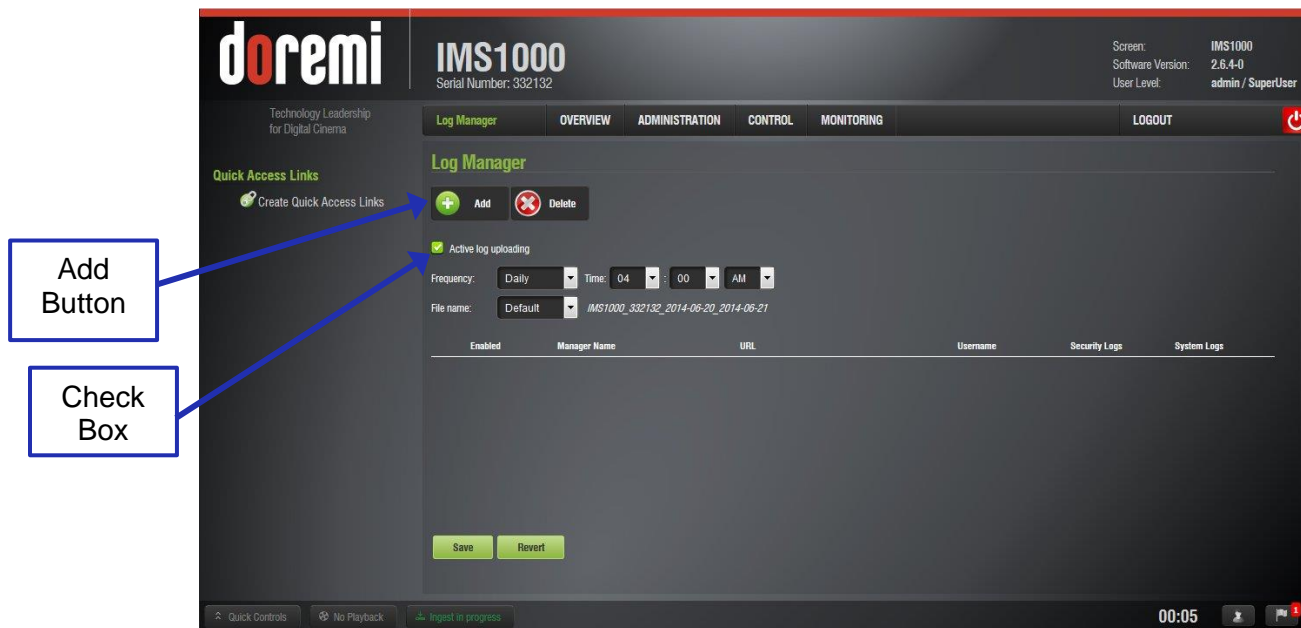 doremi
IMS1000
Serial Number: 332132
Screen: IMS1000
Software Version: 2.6.4-0
User Level: admin / SuperUser
Technology Leadership
for Digital Cinema
Log Manager OVERVIEW ADMINISTRATION CONTROL MONITORING LOGOUT
Quick Access Links
Create Quick Access Links
Log Manager
Add Delete
Active log uploading
Frequency: Daily Time: 04 : 00 AM
File name: Default IMS1000_332132_2014-06-20_2014-06-21
Enabled Manager Name URL Username Security Logs System Logs
Save Revert
Add
Button
Check
Box
Quick Controls No Playback Ingest in progress 00:05 1